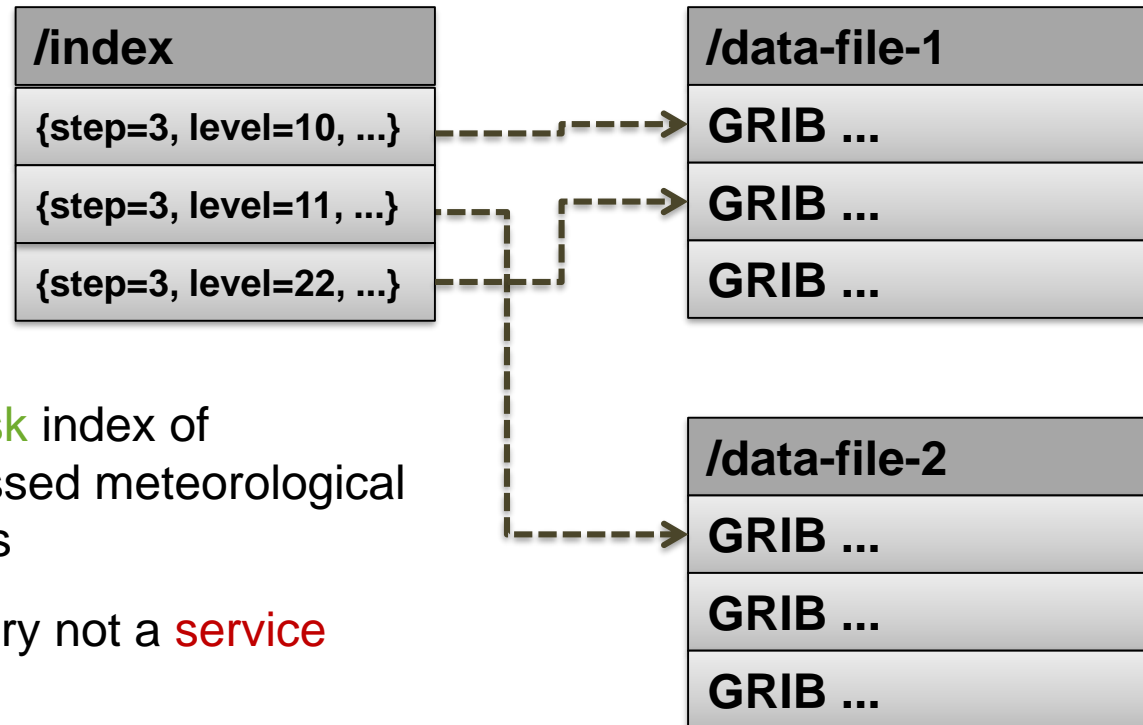 /index
{step=3, level=10, ...}
{step=3, level=11, ...}
{step=3, level=22, ...}
/data-file-1
GRIB ...
GRIB ...
GRIB ...
index of
meteorological
not a service
/data-file-2
GRIB ...
GRIB ...
GRIB ...